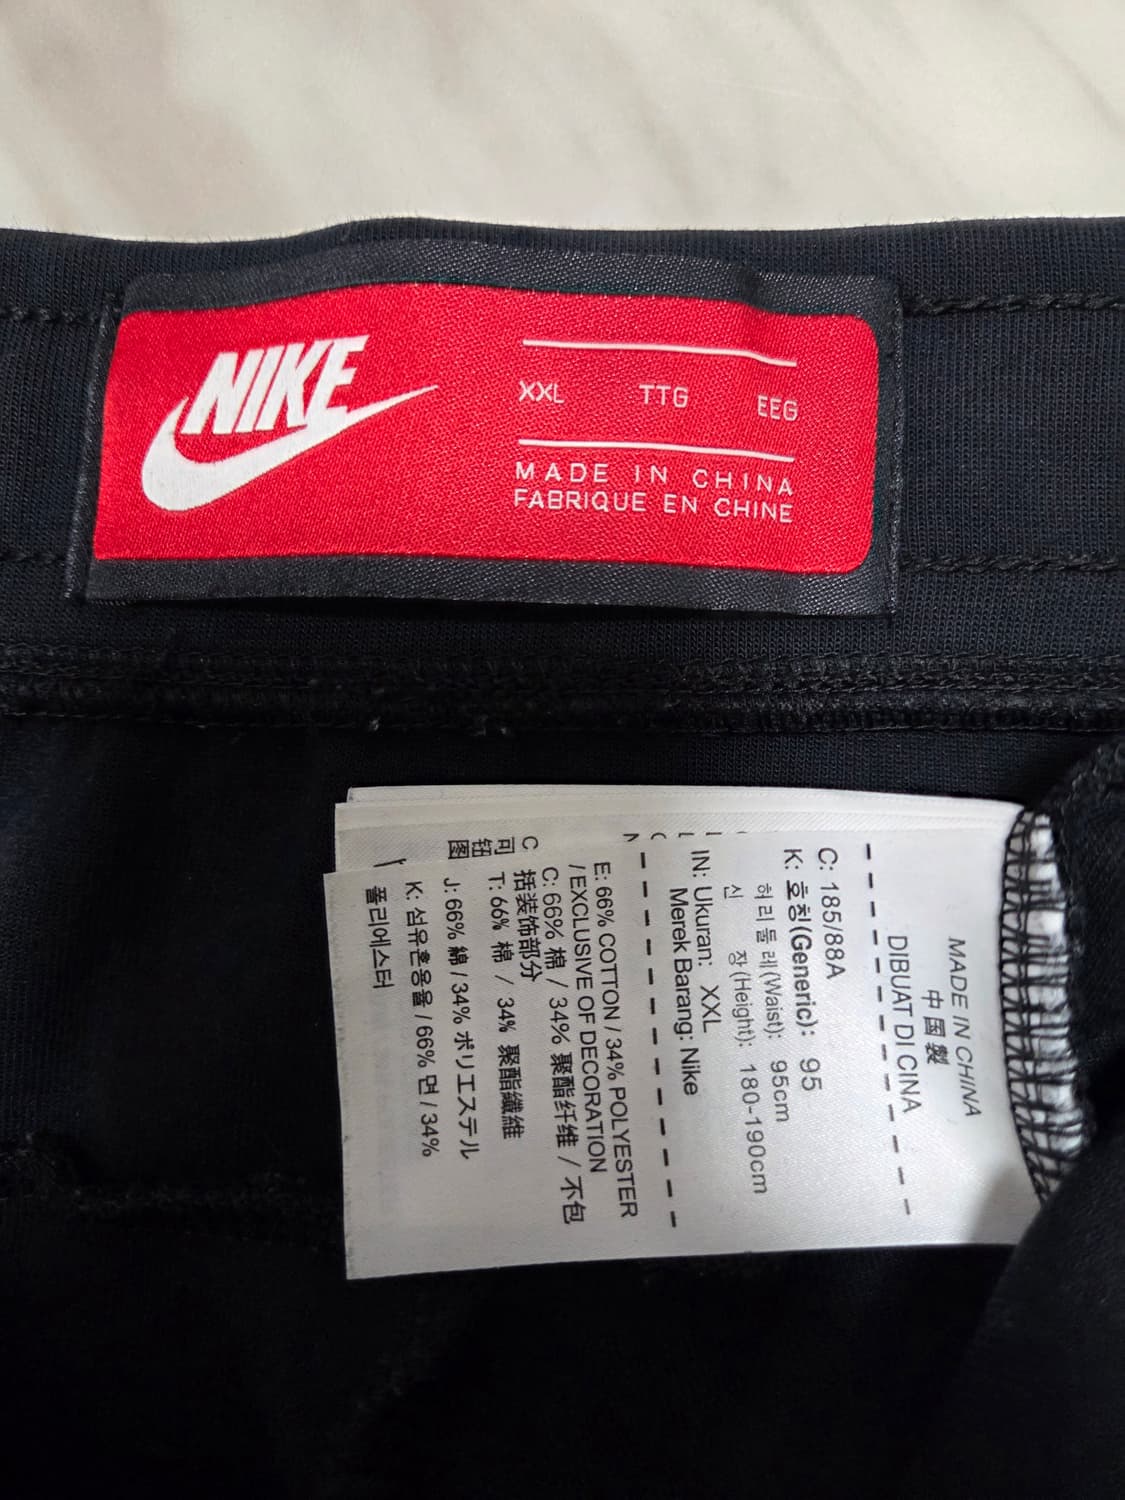 NIKE
XXL TTG EEG
MADE IN CHINA
FABRIQUE EN CHINE
MADE IN CHINA
中国製
DIBUAT DI CINA
C: 185/88A
K: 호칭(Generic): 95
허리둘레(Waist): 95cm
신 장(Height): 180-190cm
IN: Ukuran: XXL
Merek Barang: Nike
E: 66% COTTON / 34% POLYESTER
/ EXCLUSIVE OF DECORATION
C: 66% 棉 / 34% 聚酯纤维 / 不包
括装饰部分
T: 66% 棉 / 34% 聚酯纖維
J: 66% 綿 / 34% ポリエステル
K: 섬유혼용율 / 66% 면 / 34%
폴리에스터
C
可
钮
图